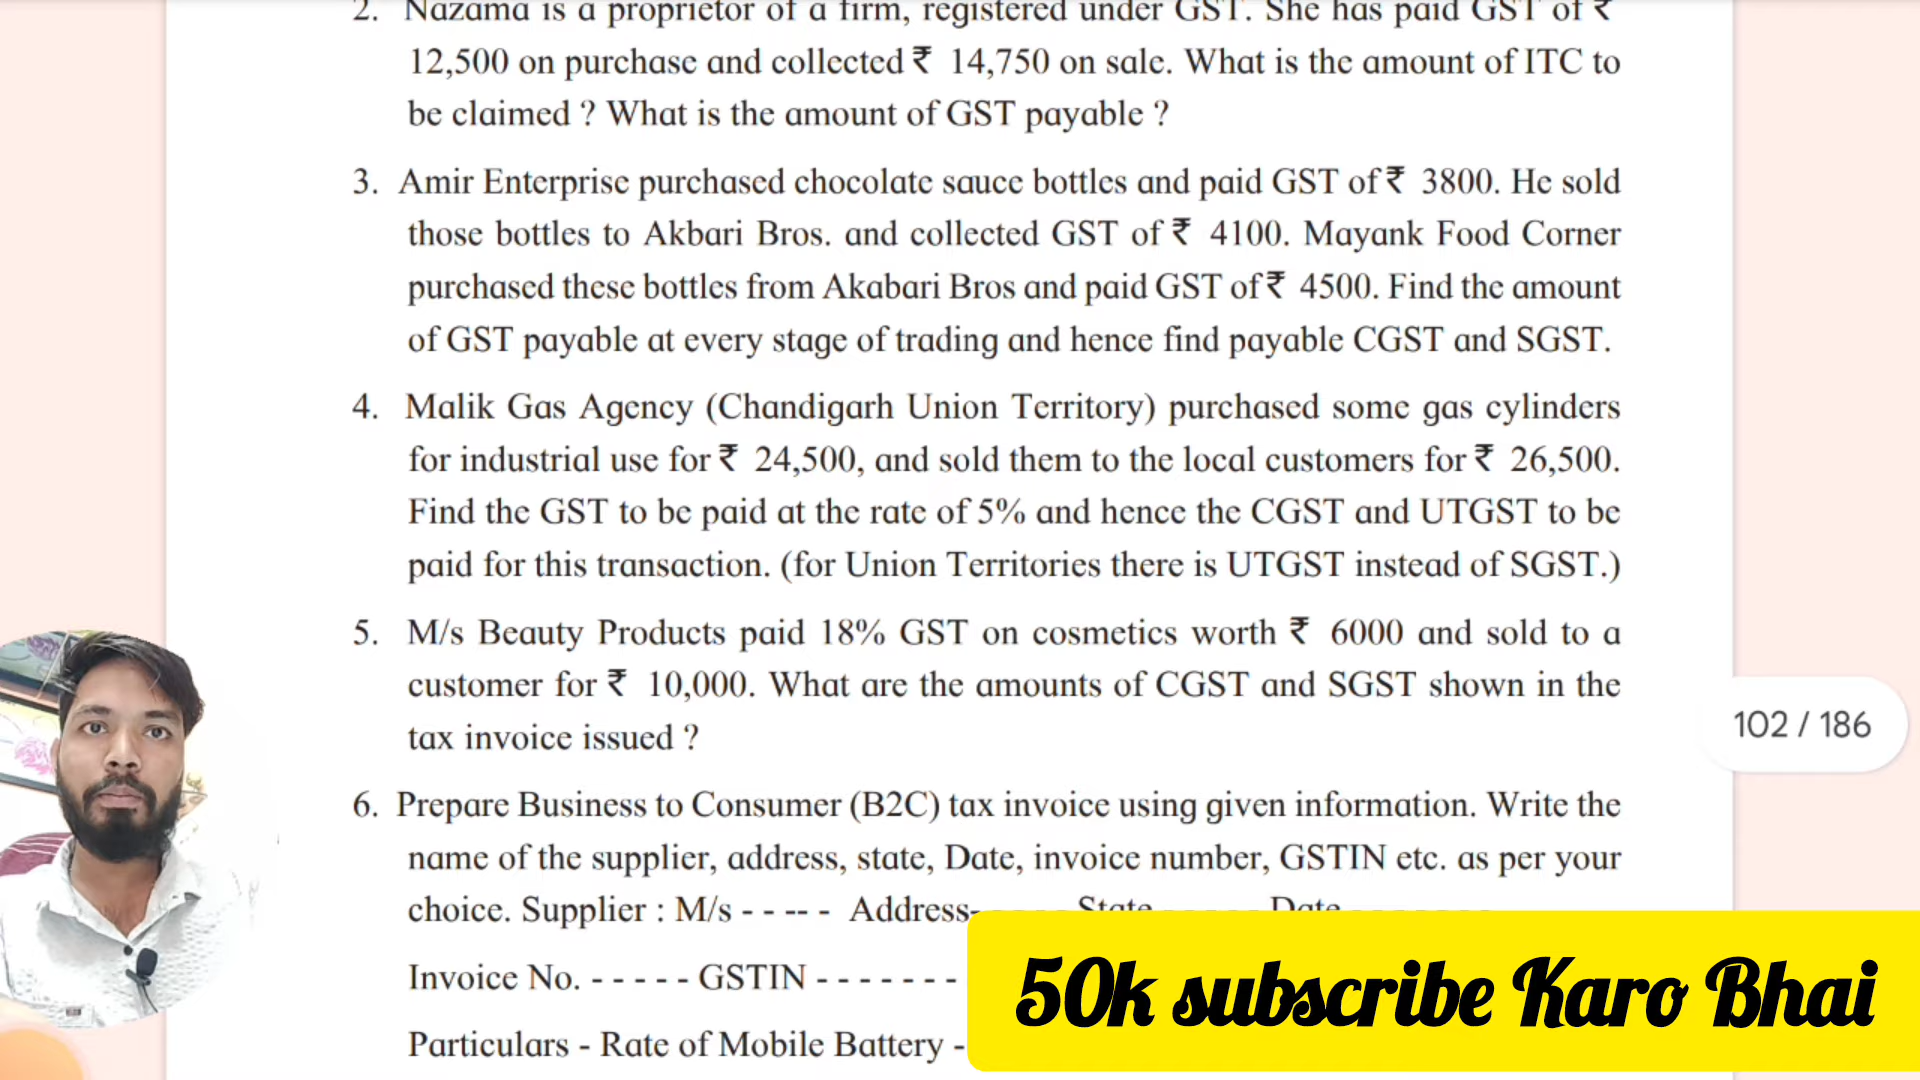 2. Nazama is a proprietor of a firm, registered under GST. She has paid GST of ₹
12,500 on purchase and collected ₹ 14,750 on sale. What is the amount of ITC to
be claimed ? What is the amount of GST payable ?
3. Amir Enterprise purchased chocolate sauce bottles and paid GST of ₹ 3800. He sold
those bottles to Akbari Bros. and collected GST of ₹ 4100. Mayank Food Corner
purchased these bottles from Akabari Bros and paid GST of ₹ 4500. Find the amount
of GST payable at every stage of trading and hence find payable CGST and SGST.
4. Malik Gas Agency (Chandigarh Union Territory) purchased some gas cylinders
for industrial use for ₹ 24,500, and sold them to the local customers for ₹ 26,500.
Find the GST to be paid at the rate of 5% and hence the CGST and UTGST to be
paid for this transaction. (for Union Territories there is UTGST instead of SGST.)
5. M/s Beauty Products paid 18% GST on cosmetics worth ₹ 6000 and sold to a
customer for ₹ 10,000. What are the amounts of CGST and SGST shown in the
tax invoice issued ?
102 / 186
6. Prepare Business to Consumer (B2C) tax invoice using given information. Write the
name of the supplier, address, state, Date, invoice number, GSTIN etc. as per your
choice. Supplier : M/s - - -- - Address- - - - - State - - - - - Date - - - - - - -
Invoice No. - - - - - GSTIN - - - - - - -
Particulars - Rate of Mobile Battery -
50k subscribe Karo Bhai